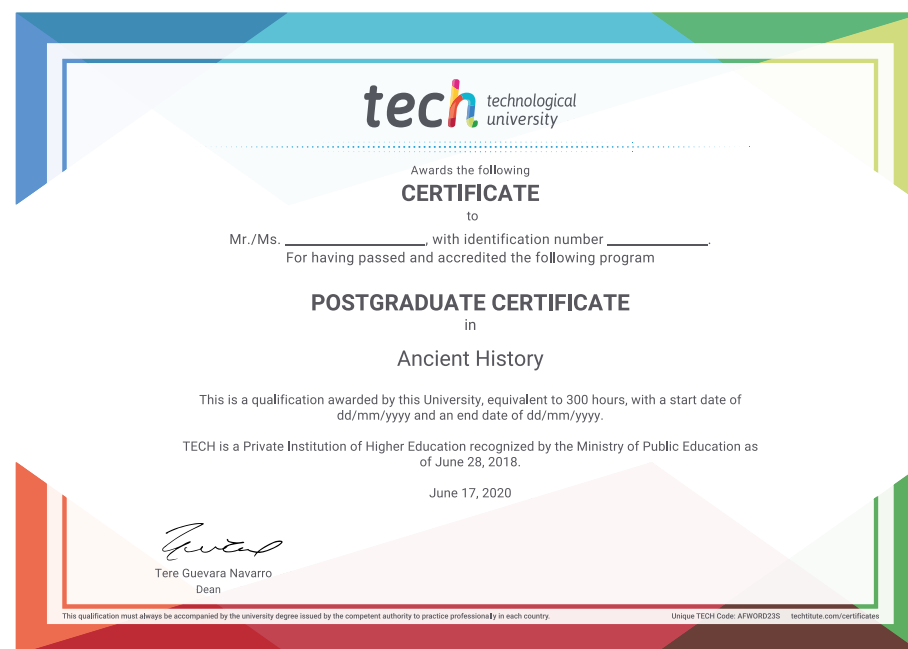 tech technological
university
Awards the following
CERTIFICATE
to
Mr./Ms. ____________________, with identification number ______________.
For having passed and accredited the following program
POSTGRADUATE CERTIFICATE
in
Ancient History
This is a qualification awarded by this University, equivalent to 300 hours, with a start date of
dd/mm/yyyy and an end date of dd/mm/yyyy.
TECH is a Private Institution of Higher Education recognized by the Ministry of Public Education as
of June 28, 2018.
June 17, 2020
Tere Guevara Navarro
Dean
This qualification must always be accompanied by the university degree issued by the competent authority to practice professionally in each country.
Unique TECH Code: AFWORD23S techtitute.com/certificates